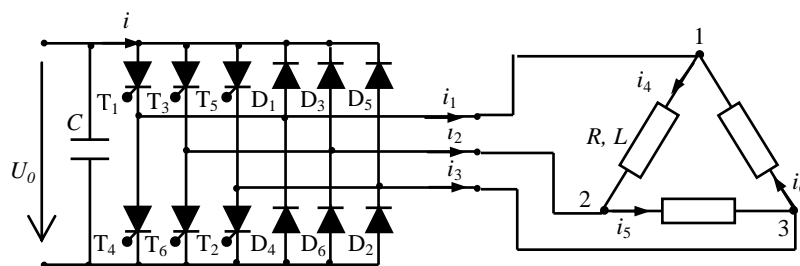 i
1
T₁ T₃ T₅ D₁ D₃ D₅
i₁
i₄
C
i₂
R, L
U₀
i₃
2
i₅
3
T₄ T₆ T₂ D₄ D₆ D₂